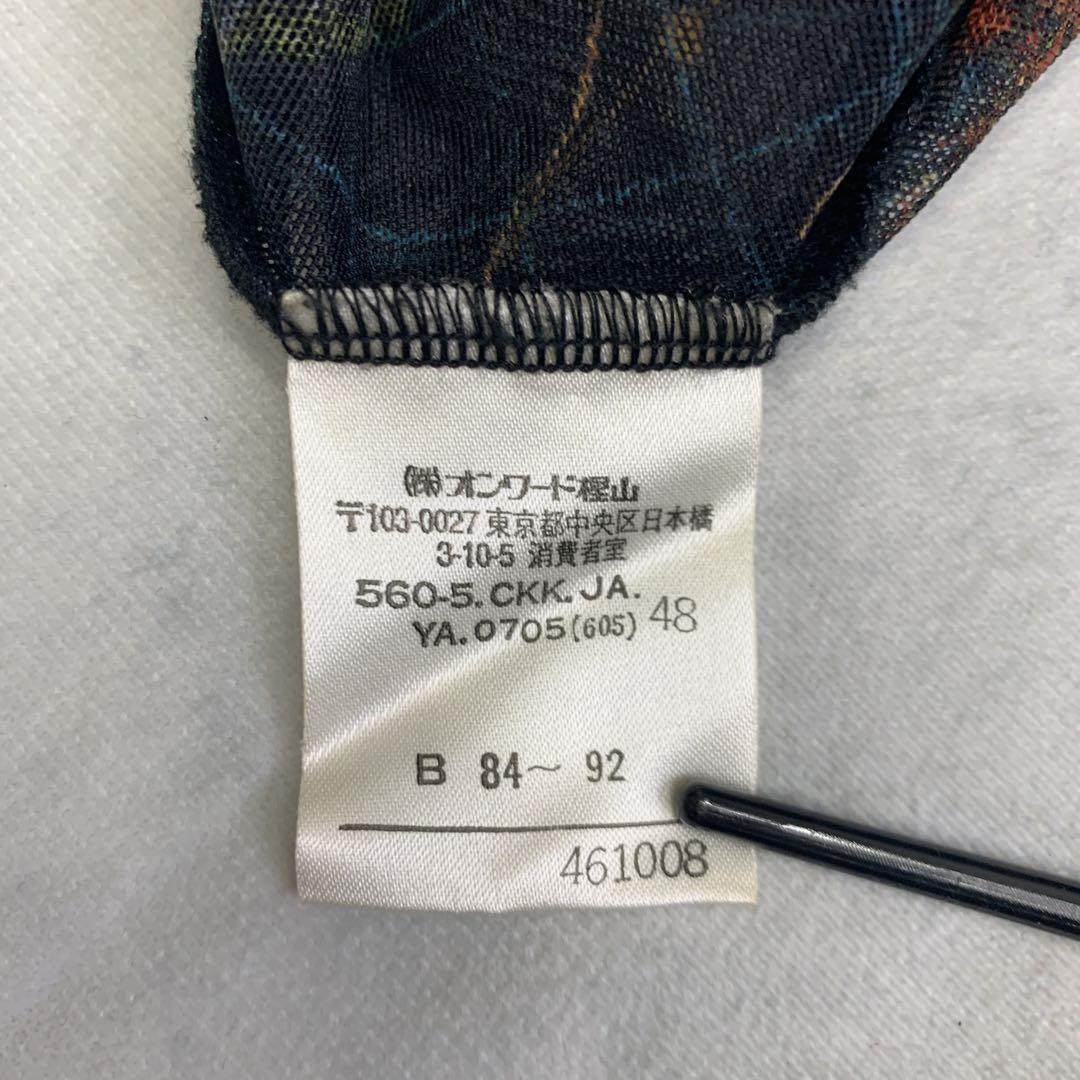 ㈱オンワード樫山
〒103-0027 東京都中央区日本橋
3-10-5 消費者室
560-5.CKK.JA.
YA.0705(605) 48
B 84～ 92
461008